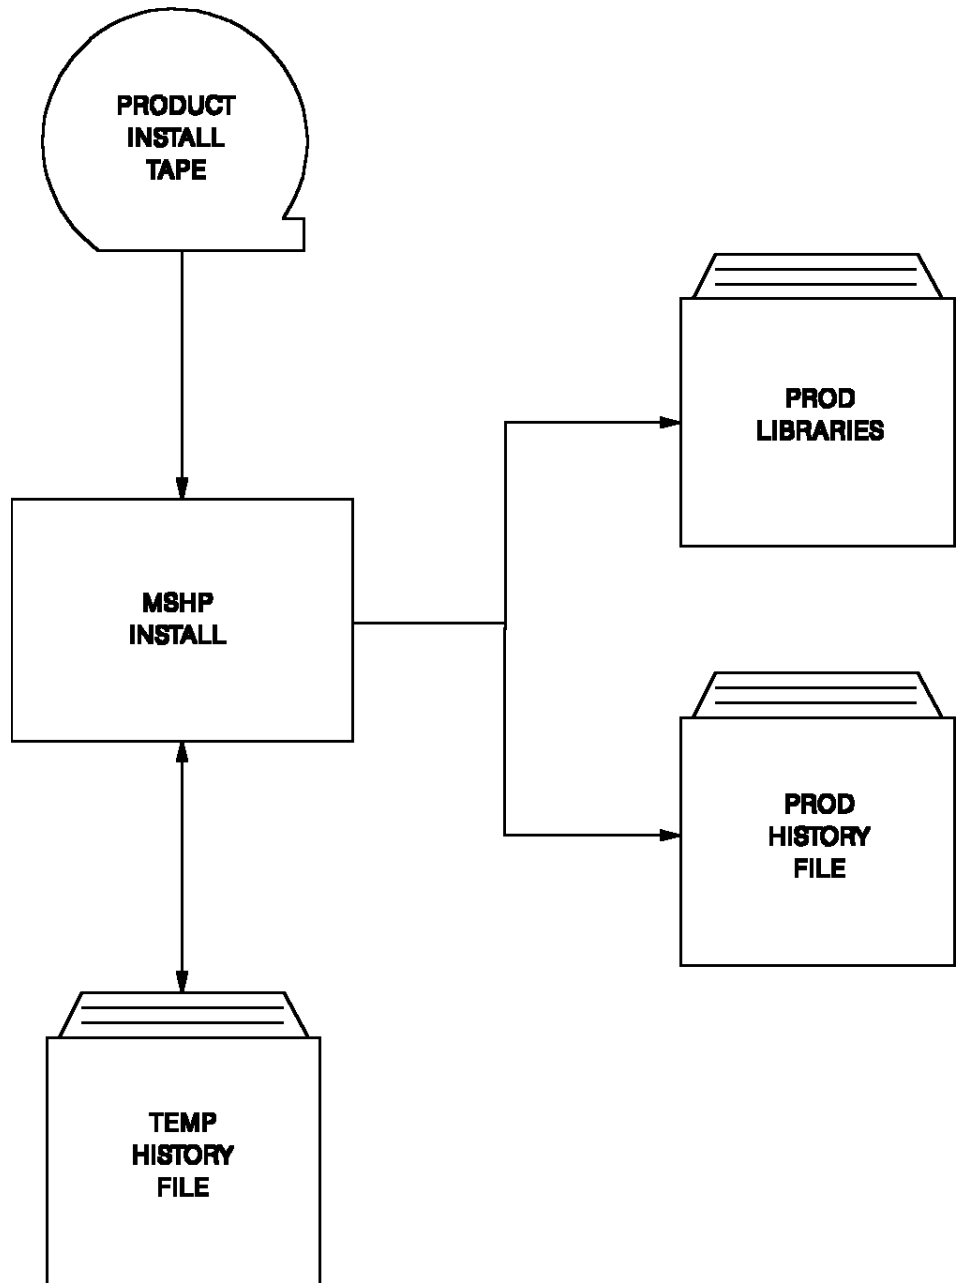 PRODUCT
INSTALL
TAPE
PROD
LIBRARIES
MSHP
INSTALL
PROD
HISTORY
FILE
TEMP
HISTORY
FILE